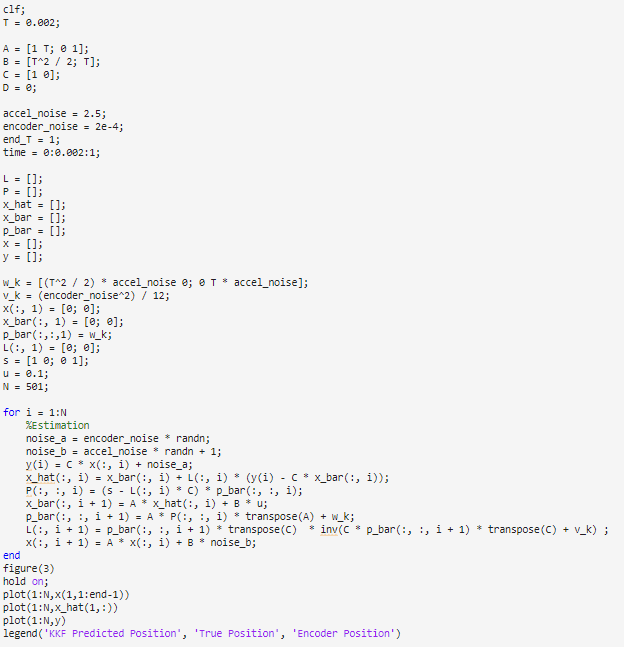 clf;
T = 0.002;
A = [1 T; 0 1];
B = [T^2 / 2; T];
C = [1 0];
D = 0;
accel_noise = 2.5;
encoder_noise = 2e-4;
end_T = 1;
time = 0:0.002:1;
L = [];
P = [];
x_hat = [];
x_bar = [];
p_bar = [];
x = [];
y = [];
w_k = [(T^2 / 2) * accel_noise 0; 0 T * accel_noise];
v_k = (encoder_noise^2) / 12;
x(:, 1) = [0; 0];
x_bar(:, 1) = [0; 0];
p_bar(:,:,1) = w_k;
L(:, 1) = [0; 0];
s = [1 0; 0 1];
u = 0.1;
N = 501;
for i = 1:N
    %Estimation
    noise_a = encoder_noise * randn;
    noise_b = accel_noise * randn + 1;
    y(i) = C * x(:, i) + noise_a;
    x_hat(:, i) = x_bar(:, i) + L(:, i) * (y(i) - C * x_bar(:, i));
    P(:, :, i) = (s - L(:, i) * C) * p_bar(:, :, i);
    x_bar(:, i + 1) = A * x_hat(:, i) + B * u;
    p_bar(:, :, i + 1) = A * P(:, :, i) * transpose(A) + w_k;
    L(:, i + 1) = p_bar(:, :, i + 1) * transpose(C)  * inv(C * p_bar(:, :, i + 1) * transpose(C) + v_k) ;
    x(:, i + 1) = A * x(:, i) + B * noise_b;
end
figure(3)
hold on;
plot(1:N,x(1,1:end-1))
plot(1:N,x_hat(1,:))
plot(1:N,y)
legend('KKF Predicted Position', 'True Position', 'Encoder Position')